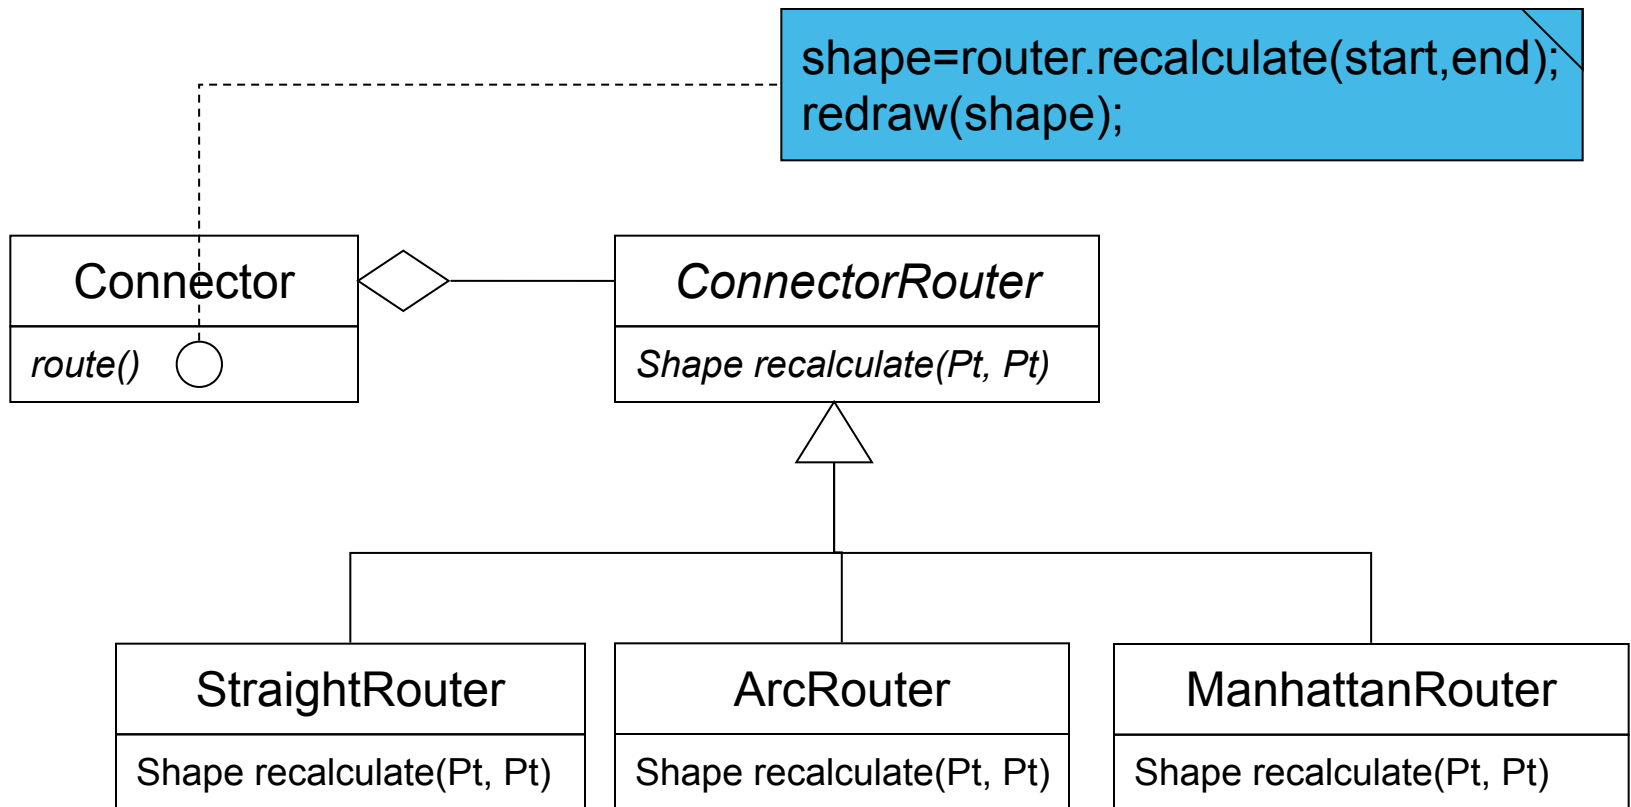 shape=router.recalculate(start,end);
redraw(shape);
Connector
route()
ConnectorRouter
Shape recalculate(Pt, Pt)
StraightRouter
Shape recalculate(Pt, Pt)
ArcRouter
Shape recalculate(Pt, Pt)
ManhattanRouter
Shape recalculate(Pt, Pt)